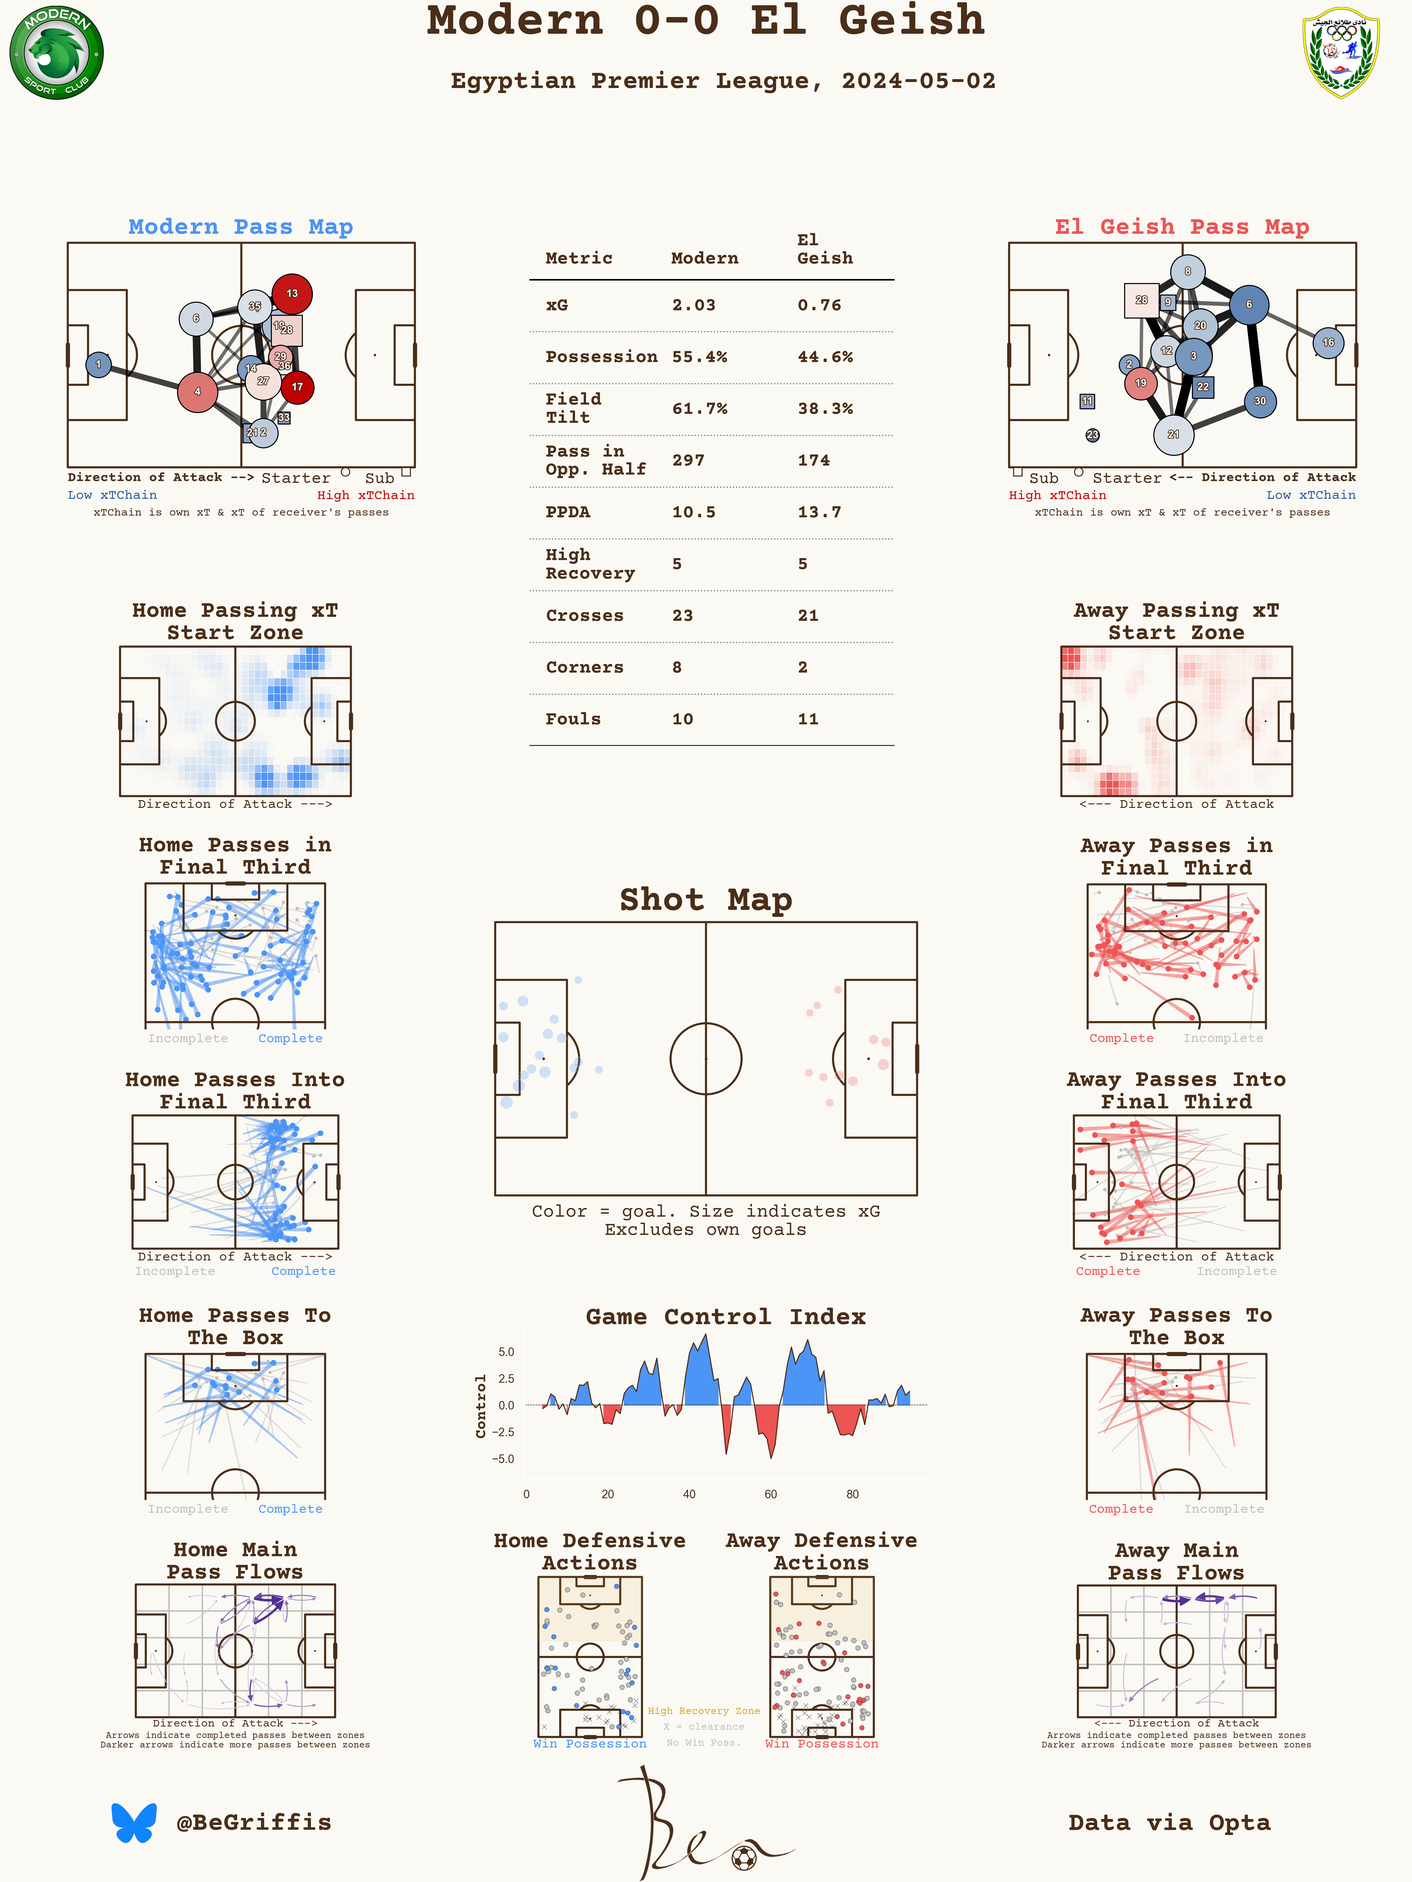 Modern 0-0 El Geish
Egyptian Premier League, 2024-05-02
MODERN
SPORT CLUB
نادي طلائع الجيش
Modern Pass Map
6
35
13
19
28
1
4
14
29
36
27
17
33
21
2
Direction of Attack --> Starter Sub
Low xTChain High xTChain
xTChain is own xT & xT of receiver's passes
Metric Modern El Geish
xG 2.03 0.76
Possession 55.4% 44.6%
Field Tilt 61.7% 38.3%
Pass in Opp. Half 297 174
PPDA 10.5 13.7
High Recovery 5 5
Crosses 23 21
Corners 8 2
Fouls 10 11
El Geish Pass Map
8
28
9
6
20
12
3
16
2
19
22
11
30
23
21
Sub Starter <-- Direction of Attack
High xTChain Low xTChain
xTChain is own xT & xT of receiver's passes
Home Passing xT
Start Zone
Direction of Attack --->
Away Passing xT
Start Zone
<--- Direction of Attack
Home Passes in
Final Third
Incomplete Complete
Away Passes in
Final Third
Complete Incomplete
Shot Map
Color = goal. Size indicates xG
Excludes own goals
Home Passes Into
Final Third
Direction of Attack --->
Incomplete Complete
Away Passes Into
Final Third
<--- Direction of Attack
Complete Incomplete
Home Passes To
The Box
Incomplete Complete
Game Control Index
Control
5.0
2.5
0.0
−2.5
−5.0
0 20 40 60 80
Away Passes To
The Box
Complete Incomplete
Home Main
Pass Flows
Direction of Attack --->
Arrows indicate completed passes between zones
Darker arrows indicate more passes between zones
Home Defensive
Actions
Win Possession
Away Defensive
Actions
Win Possession
High Recovery Zone
X = clearance
No Win Poss.
Away Main
Pass Flows
<--- Direction of Attack
Arrows indicate completed passes between zones
Darker arrows indicate more passes between zones
@BeGriffis
Ben
Data via Opta